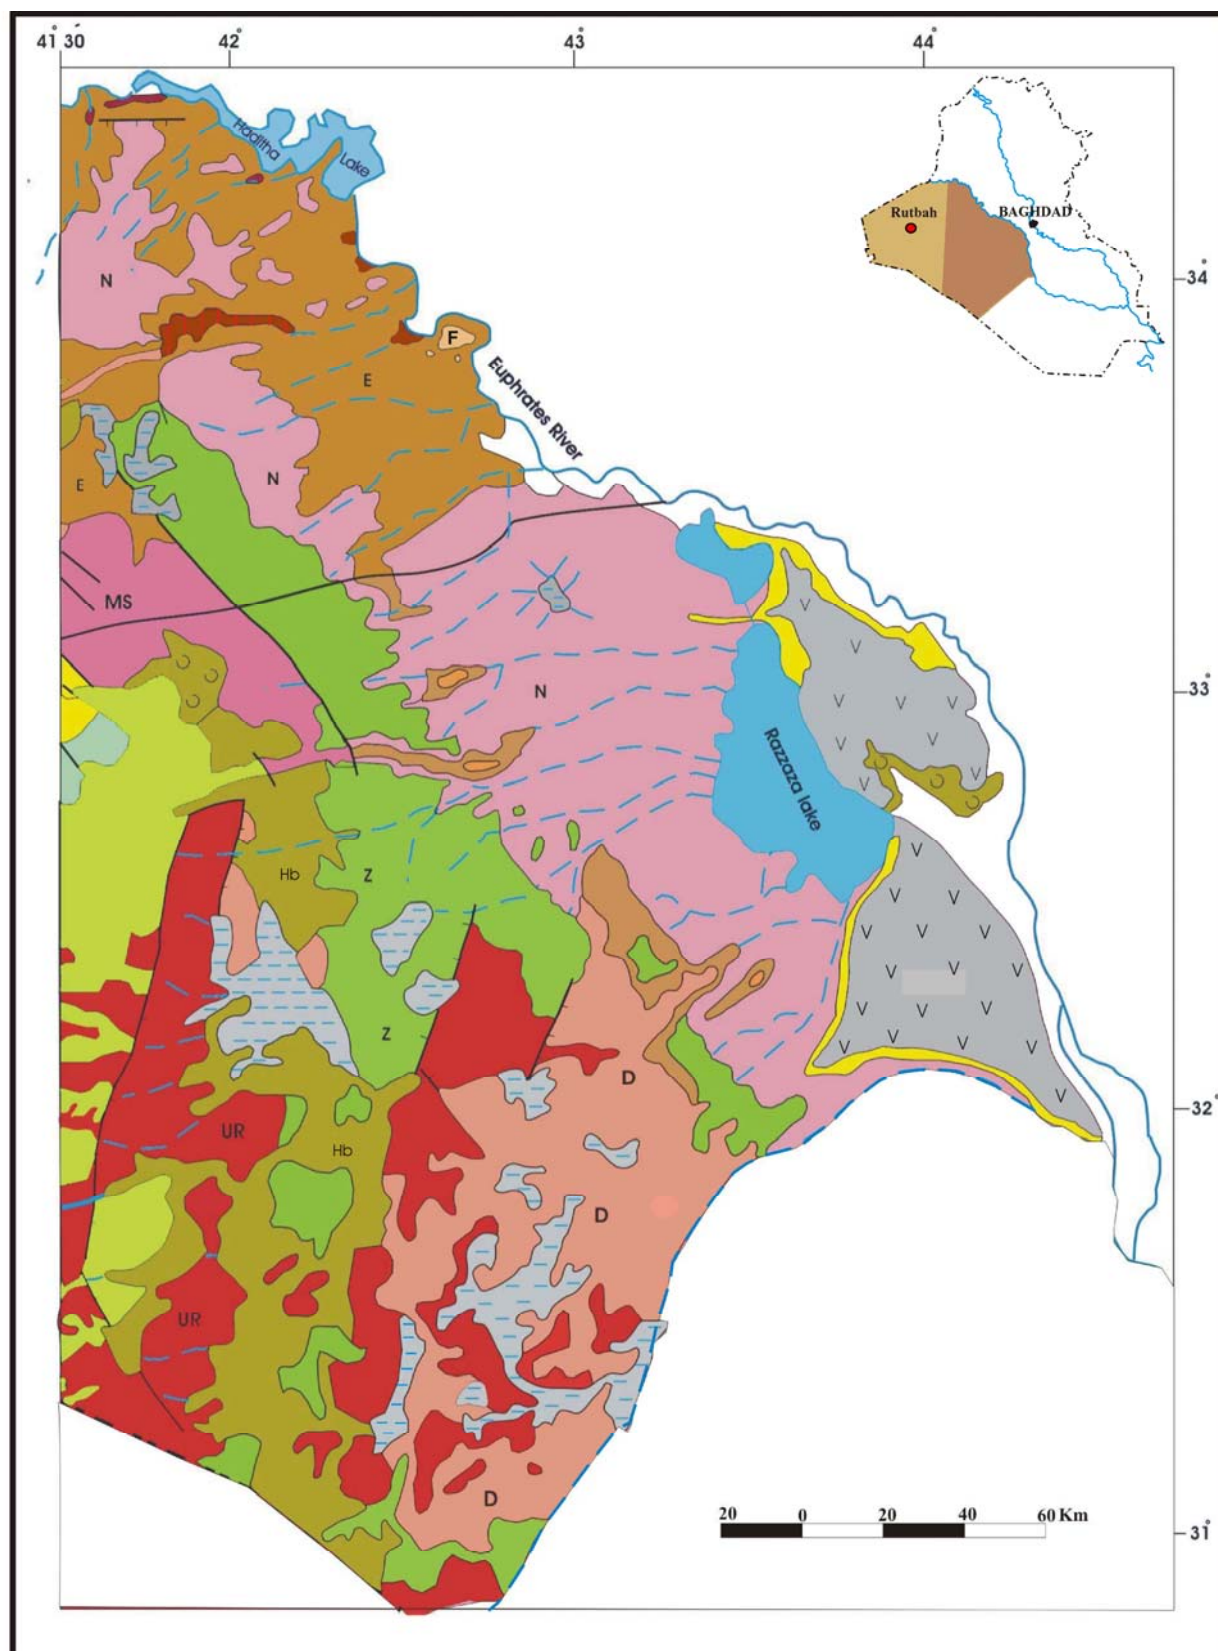 41° 30'
42°
43°
44°
Haditha
Lake
Rutbah
BAGHDAD
34°
N
F
E
Euphrates River
N
E
MS
33°
N
Razzaza lake
Hb
Z
Z
D
32°
UR
Hb
D
UR
D
20 0 20 40 60 Km
31°
V V V V V V V V V V
V V V V V V V V V V V V V V V V V V